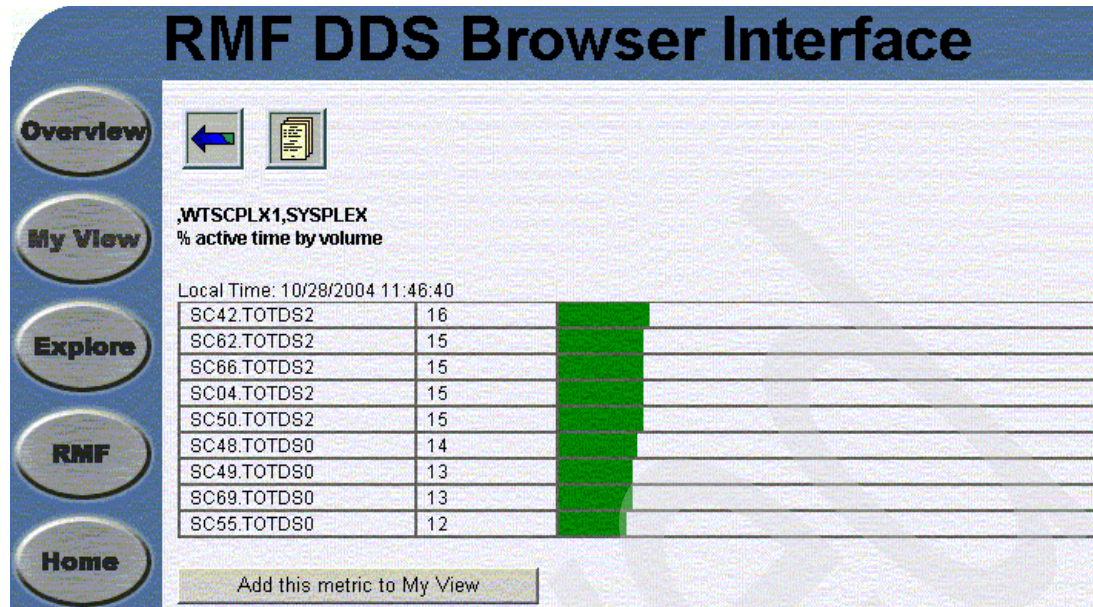 RMF DDS Browser Interface
Overview
My View
Explore
RMF
Home
,WTSCPLX1,SYSPLEX
% active time by volume
Local Time: 10/28/2004 11:46:40
SC42.TOTDS2 16
SC62.TOTDS2 15
SC66.TOTDS2 15
SC04.TOTDS2 15
SC50.TOTDS2 15
SC48.TOTDS0 14
SC49.TOTDS0 13
SC69.TOTDS0 13
SC55.TOTDS0 12
Add this metric to My View